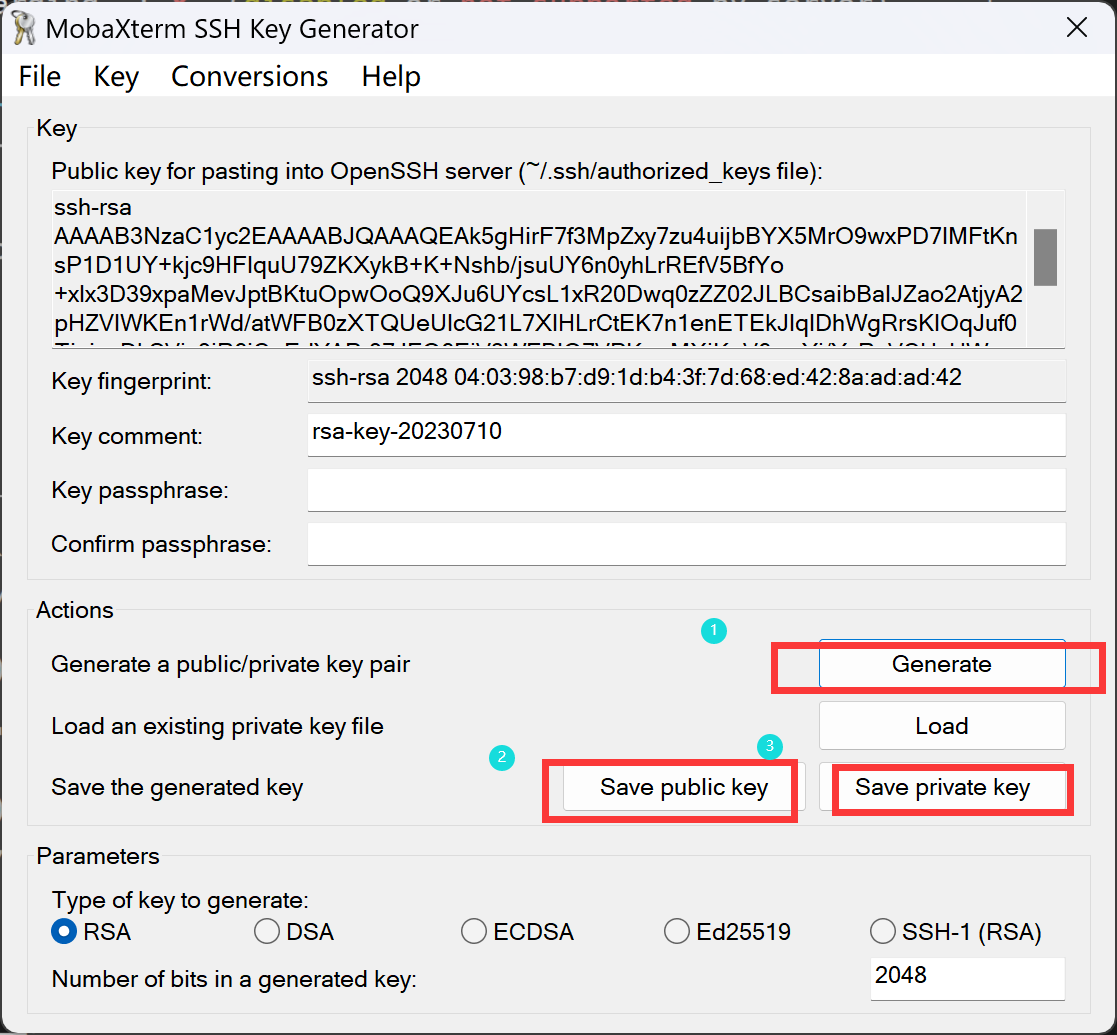 MobaXterm SSH Key Generator
File Key Conversions Help
Key
Public key for pasting into OpenSSH server (~/.ssh/authorized_keys file):
ssh-rsa
AAAAB3NzaC1yc2EAAAABJQAAAQEAk5gHirF7f3MpZxy7zu4uijbBYX5MrO9wxPD7IMFtKn
sP1D1UY+kjc9HFIquU79ZKXykB+K+Nshb/jsuUY6n0yhLrREfV5BfYo
+xIx3D39xpaMevJptBKtuOpwOoQ9XJu6UYcsL1xR20Dwq0zZZ02JLBCsaibBaIJZao2AtjyA2
pHZVIWKEn1rWd/atWFB0zXTQUeUIcG21L7XIHLrCtEK7n1enETEkJIqIDhWgRrsKIOqJuf0
Key fingerprint: ssh-rsa 2048 04:03:98:b7:d9:1d:b4:3f:7d:68:ed:42:8a:ad:ad:42
Key comment: rsa-key-20230710
Key passphrase:
Confirm passphrase:
Actions
1
Generate a public/private key pair Generate
Load an existing private key file Load
2 3
Save the generated key Save public key Save private key
Parameters
Type of key to generate:
RSA DSA ECDSA Ed25519 SSH-1 (RSA)
Number of bits in a generated key: 2048